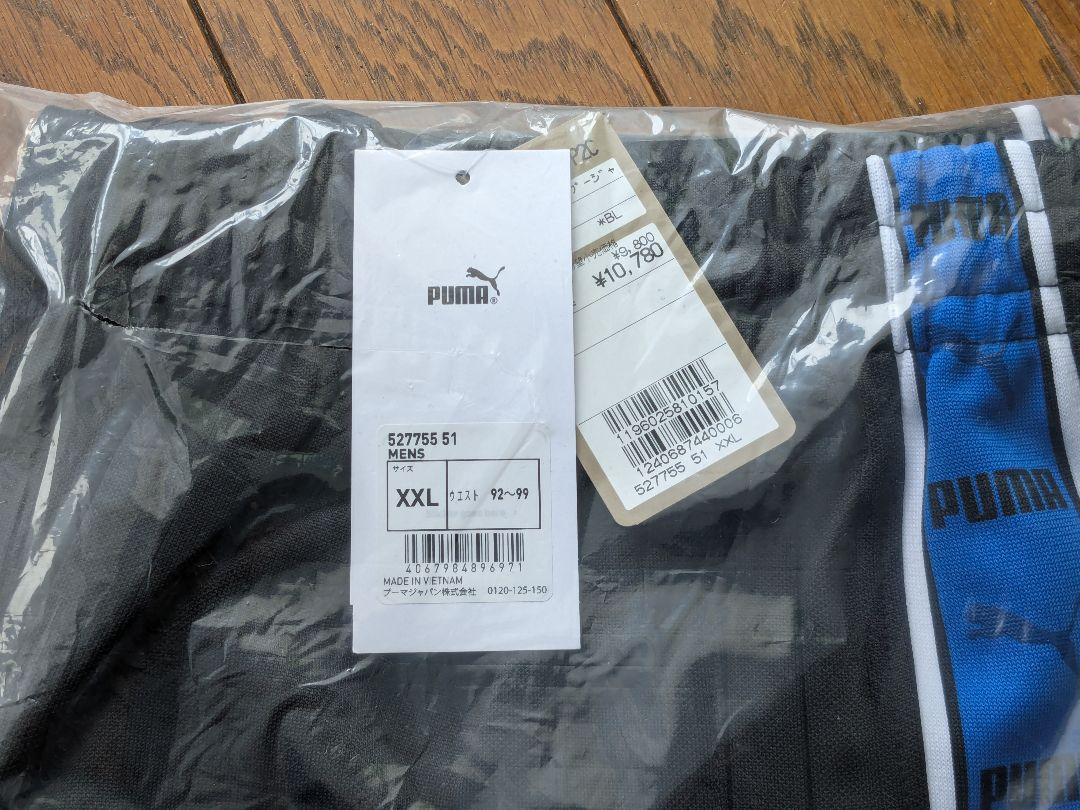 PUMA®
527755 51
MENS
サイズ
XXL
ウエスト 92〜99
4067984896971
MADE IN VIETNAM
プーマジャパン株式会社 0120-125-150
P2C
*BL
¥9,800
¥10,780
1196025810157
1240687440006
527755 51 XXL
PUMA
PUMA
PUMA